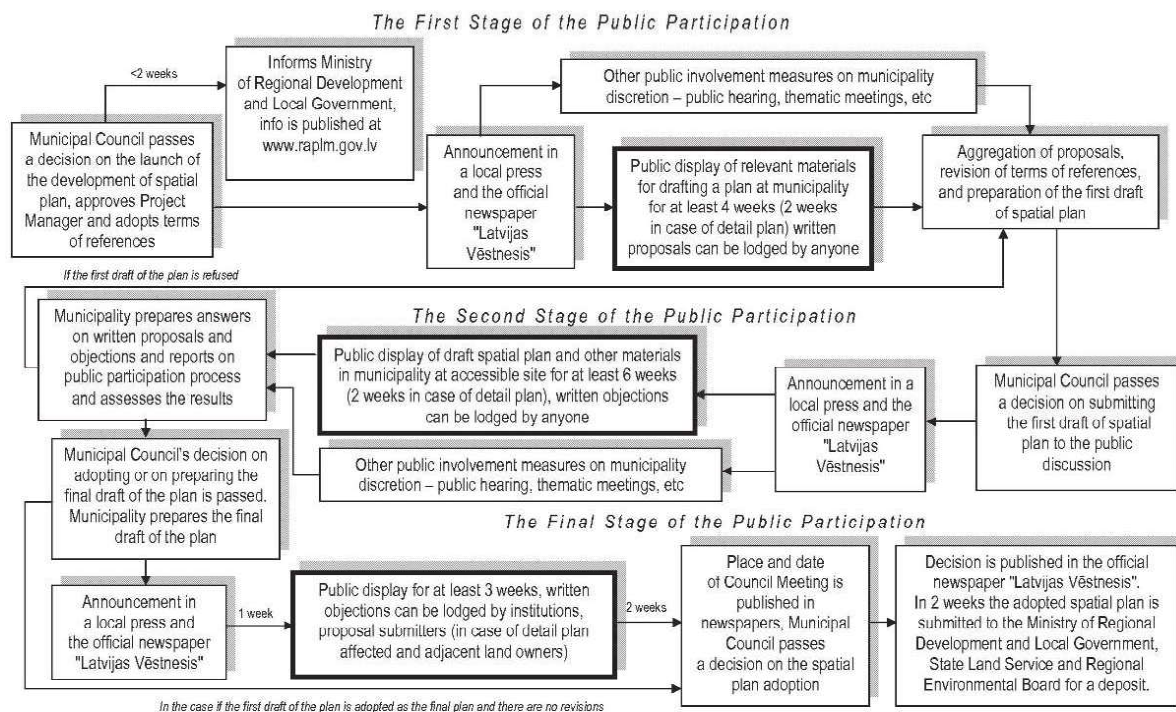 The First Stage of the Public Participation
<2 weeks
Informs Ministry
of Regional Development
and Local Government,
info is published at
www.raplm.gov.lv
Other public involvement measures on municipality
discretion – public hearing, thematic meetings, etc
Municipal Council passes
a decision on the launch of
the development of spatial
plan, approves Project
Manager and adopts terms
of references
Announcement in
a local press
and the official
newspaper
"Latvijas
Vēstnesis"
Public display of relevant materials
for drafting a plan at municipality
for at least 4 weeks (2 weeks
in case of detail plan) written
proposals can be lodged by anyone
Aggregation of proposals,
revision of terms of references,
and preparation of the first draft
of spatial plan
If the first draft of the plan is refused
The Second Stage of the Public Participation
Municipality prepares answers
on written proposals and
objections and reports on
public participation process
and assesses the results
Public display of draft spatial plan and other materials
in municipality at accessible site for at least 6 weeks
(2 weeks in case of detail plan), written objections
can be lodged by anyone
Announcement in a
local press and the
official newspaper
"Latvijas
Vēstnesis"
Municipal Council passes
a decision on submitting
the first draft of spatial
plan to the public
discussion
Municipal Council's decision on
adopting or on preparing the
final draft of the plan is passed.
Municipality prepares the final
draft of the plan
Other public involvement measures on municipality
discretion – public hearing, thematic meetings, etc
The Final Stage of the Public Participation
Announcement in
a local press and
the official newspaper
"Latvijas Vēstnesis"
1 week
Public display for at least 3 weeks, written
objections can be lodged by institutions,
proposal submitters (in case of detail plan
affected and adjacent land owners)
2 weeks
Place and date
of Council Meeting is
published in
newspapers, Municipal
Council passes
a decision on the spatial
plan adoption
Decision is published in the official
newspaper "Latvijas Vēstnesis".
In 2 weeks the adopted spatial plan is
submitted to the Ministry of Regional
Development and Local Government,
State Land Service and Regional
Environmental Board for a deposit.
In the case if the first draft of the plan is adopted as the final plan and there are no revisions